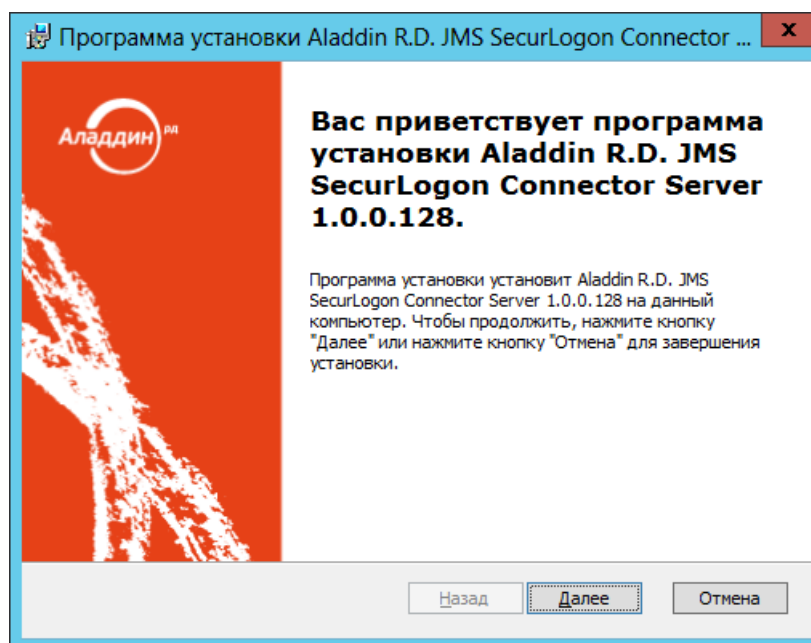 Программа установки Aladdin R.D. JMS SecurLogon Connector ...
x
Аладдин РД
Вас приветствует программа
установки Aladdin R.D. JMS
SecurLogon Connector Server
1.0.0.128.
Программа установки установит Aladdin R.D. JMS
SecurLogon Connector Server 1.0.0.128 на данный
компьютер. Чтобы продолжить, нажмите кнопку
"Далее" или нажмите кнопку "Отмена" для завершения
установки.
Назад Далее Отмена